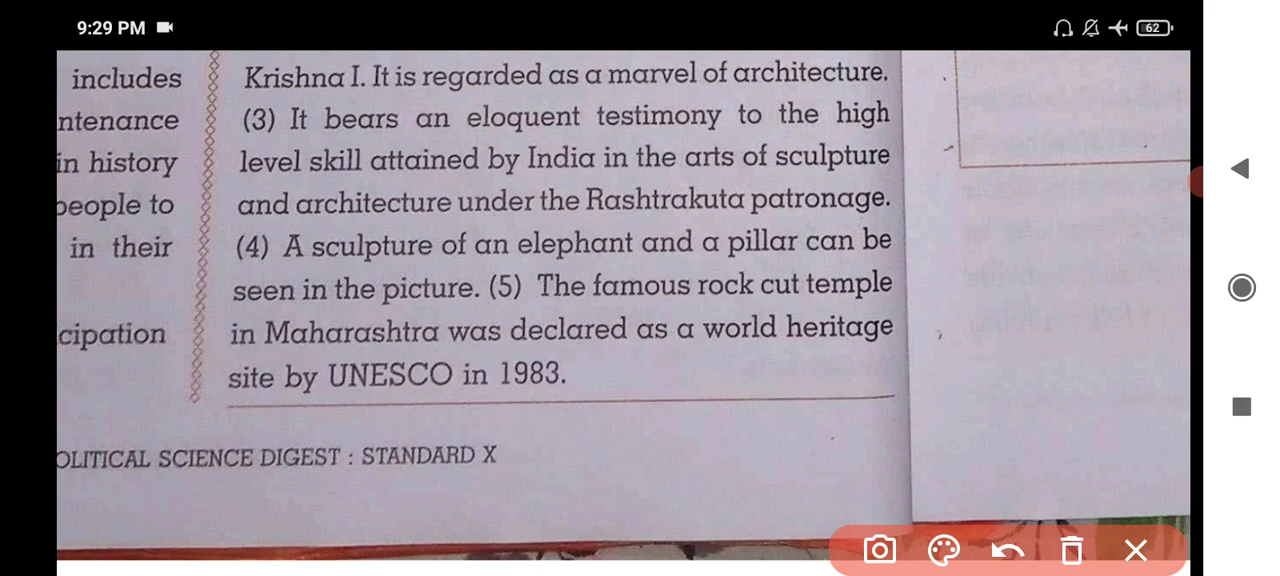 9:29 PM
62
includes
ntenance
in history
people to
in their
cipation
Krishna I. It is regarded as a marvel of architecture.
(3) It bears an eloquent testimony to the high
level skill attained by India in the arts of sculpture
and architecture under the Rashtrakuta patronage.
(4) A sculpture of an elephant and a pillar can be
seen in the picture. (5) The famous rock cut temple
in Maharashtra was declared as a world heritage
site by UNESCO in 1983.
OLITICAL SCIENCE DIGEST : STANDARD X